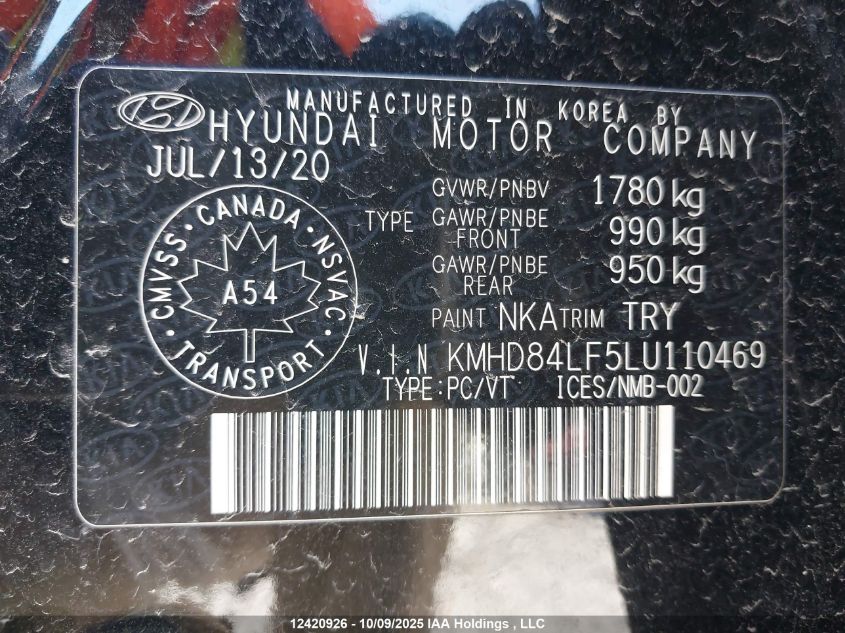 MANUFACTURED IN KOREA BY
HYUNDAI MOTOR COMPANY
JUL/13/20
GVWR/PNBV 1780 kg
TYPE GAWR/PNBE FRONT 990 kg
GAWR/PNBE REAR 950 kg
PAINT NKA TRIM TRY
CMVSS · CANADA · NSVAC · TRANSPORT ·
A54
V.I.N KMHD84LF5LU110469
TYPE:PC/VT ICES/NMB-002
12420926 - 10/09/2025 IAA Holdings , LLC